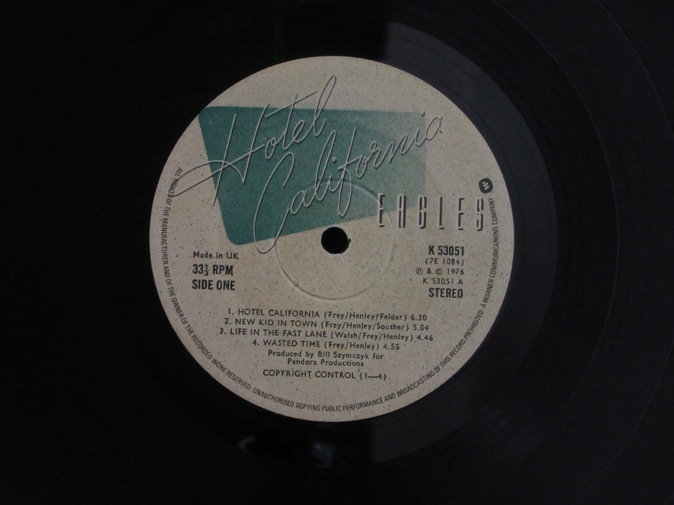 Hotel
California
EAGLES
Made in UK
33⅓ RPM
SIDE ONE
K 53051
(7E 1084)
℗ & © 1976
K 53051 A
STEREO
1. HOTEL CALIFORNIA (Frey/Henley/Felder) 6.30
2. NEW KID IN TOWN (Frey/Henley/Souther) 5.04
3. LIFE IN THE FAST LANE (Walsh/Frey/Henley) 4.46
4. WASTED TIME (Frey/Henley) 4.55
Produced by Bill Szymczyk for
Pandora Productions
COPYRIGHT CONTROL (1—4)
ALL RIGHTS OF THE MANUFACTURER AND OF THE OWNER OF THE RECORDED WORK RESERVED. UNAUTHORISED COPYING PUBLIC PERFORMANCE AND BROADCASTING OF THIS RECORD PROHIBITED. A WARNER COMMUNICATIONS COMPANY